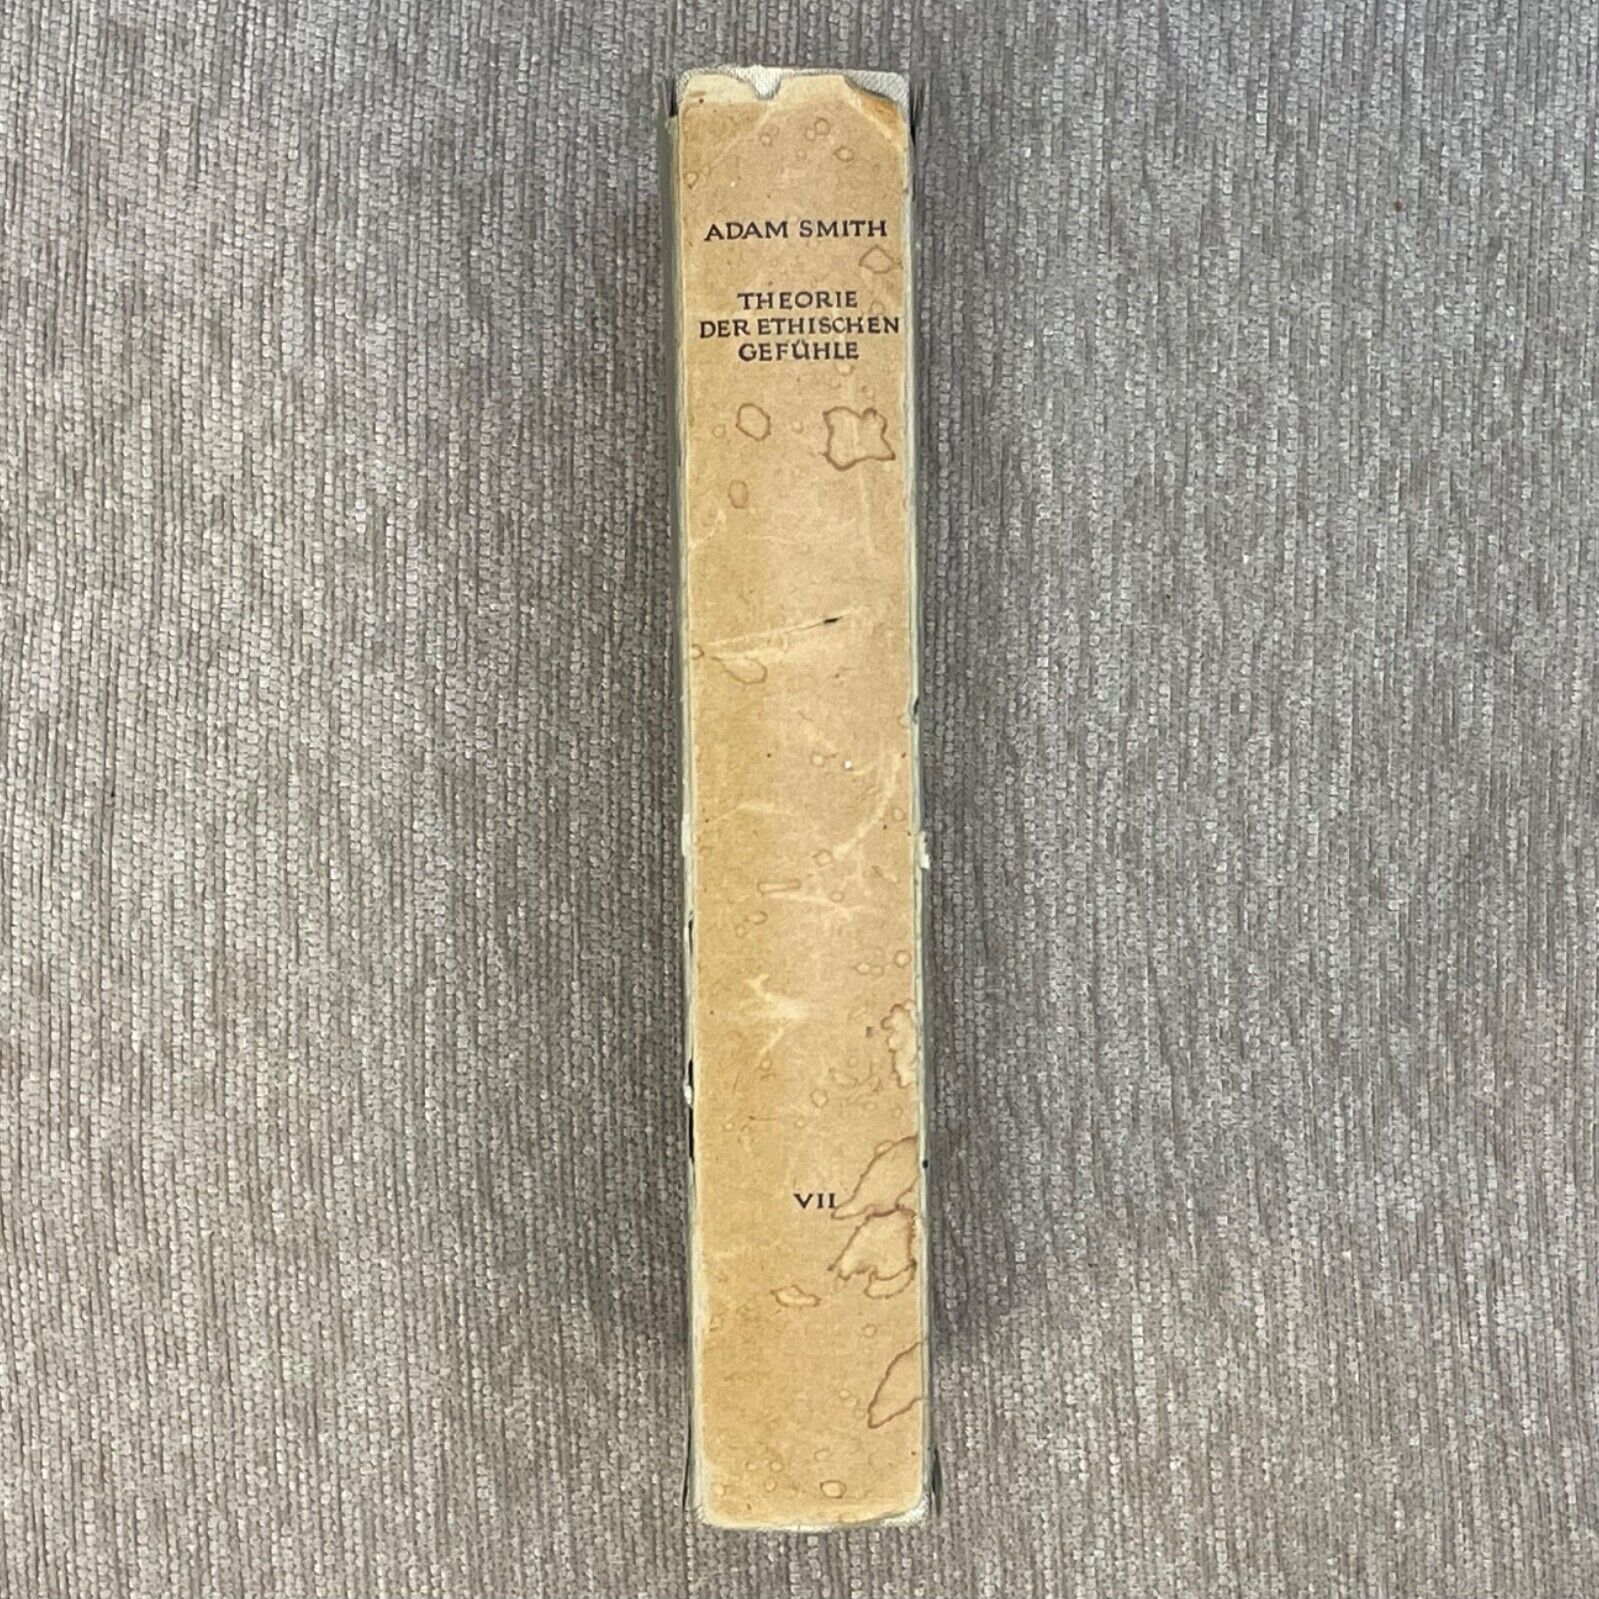 ADAM SMITH
THEORIE
DER ETHISCHEN
GEFÜHLE
VII